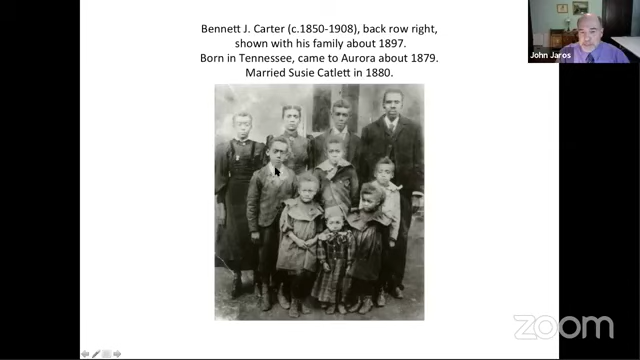 Bennett J. Carter (c.1850-1908), back row right,
shown with his family about 1897.
Born in Tennessee, came to Aurora about 1879.
Married Susie Catlett in 1880.
John Jaros
zoom